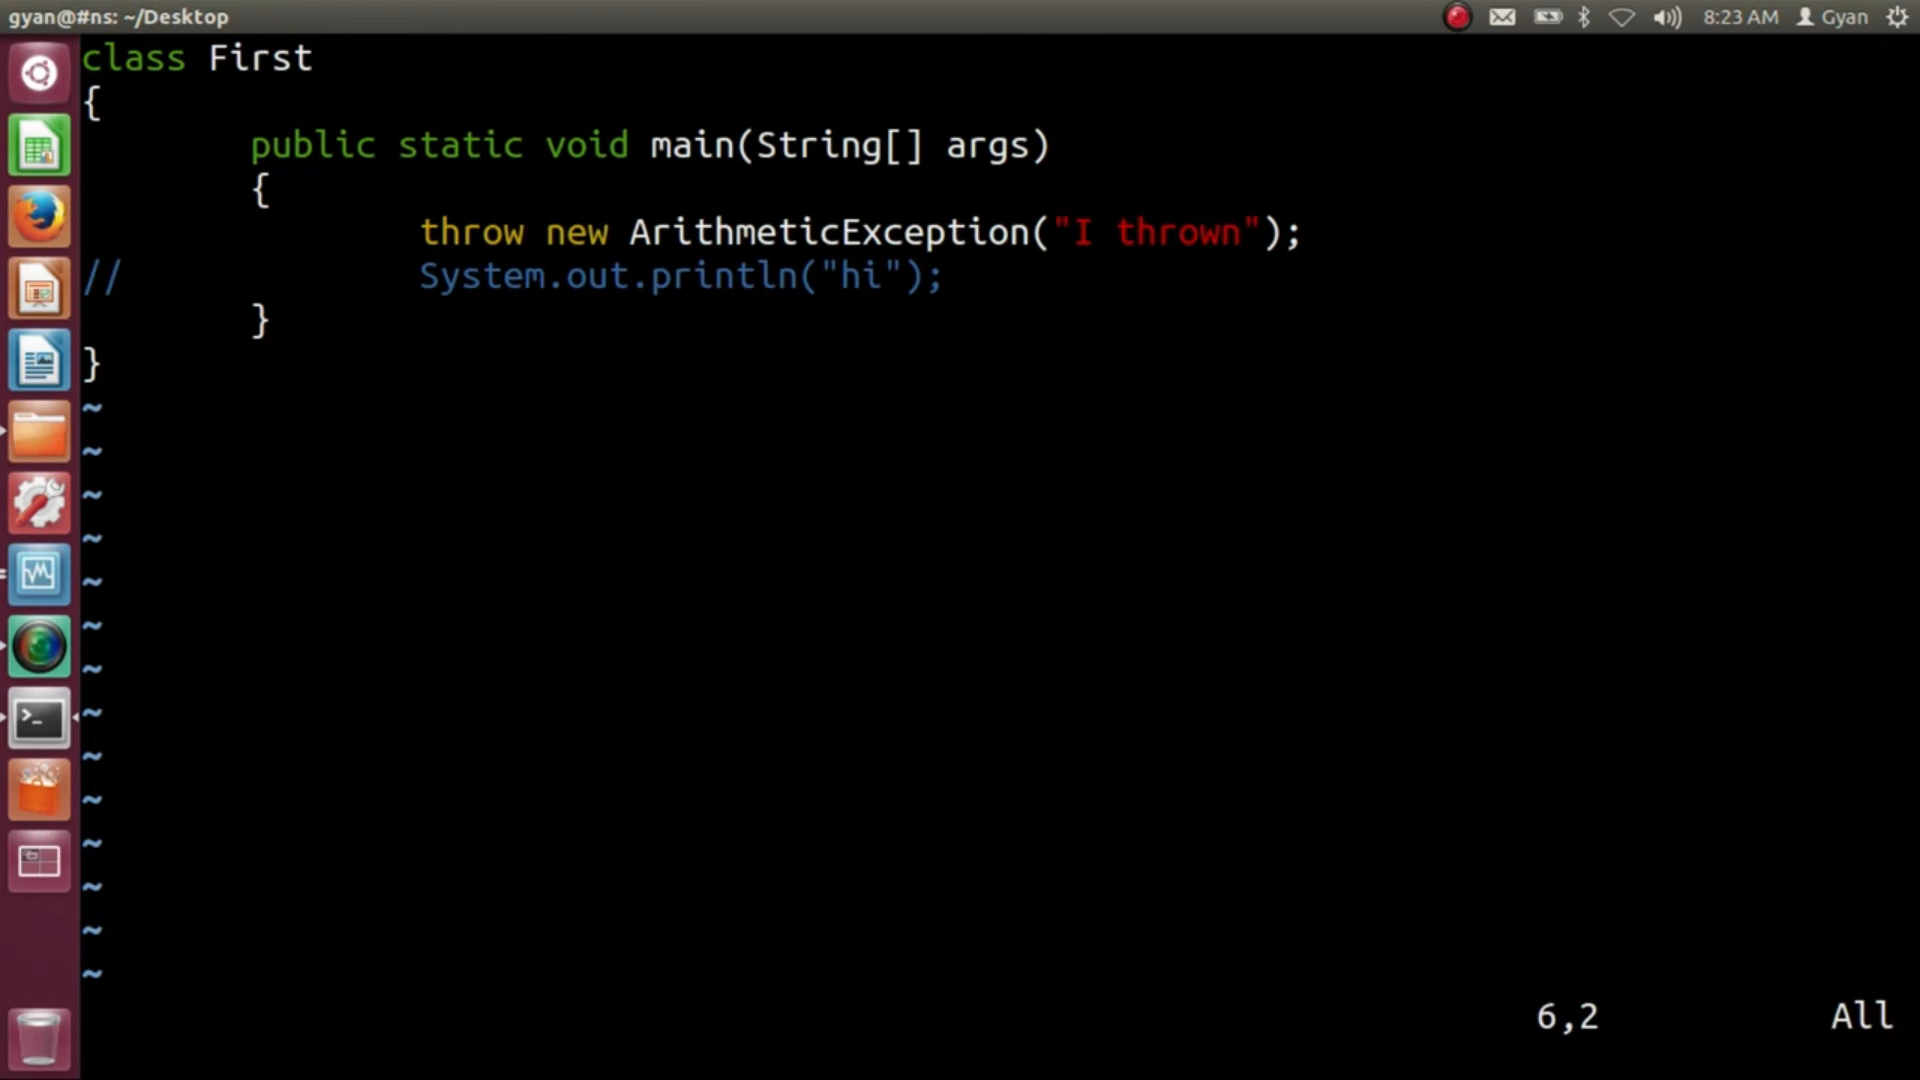 gyan@#ns: ~/Desktop
8:23 AM Gyan
class First
{
public static void main(String[] args)
{
throw new ArithmeticException("I thrown");
// System.out.println("hi");
}
}
~
~
~
~
~
~
~
~
~
~
~
~
~
~
6,2 All